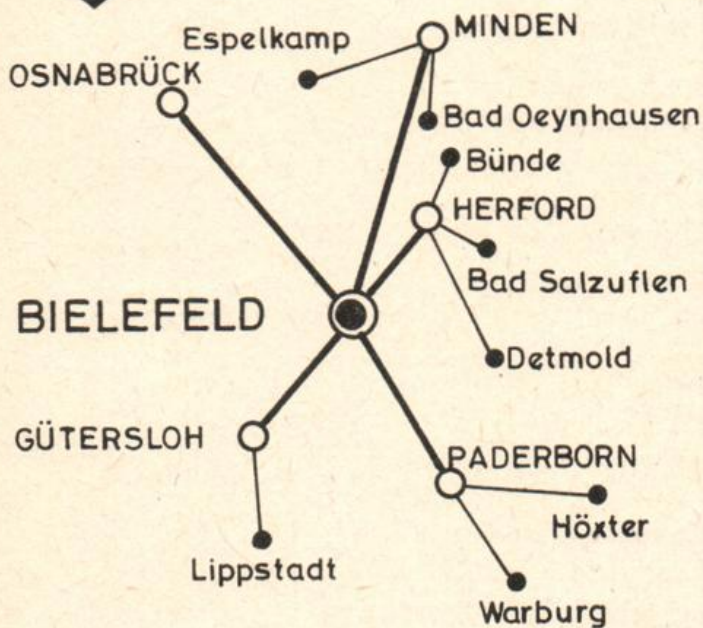 Espelkamp
MINDEN
OSNABRÜCK
Bad Oeynhausen
Bünde
HERFORD
Bad Salzuflen
BIELEFELD
Detmold
GÜTERSLOH
PADERBORN
Höxter
Lippstadt
Warburg